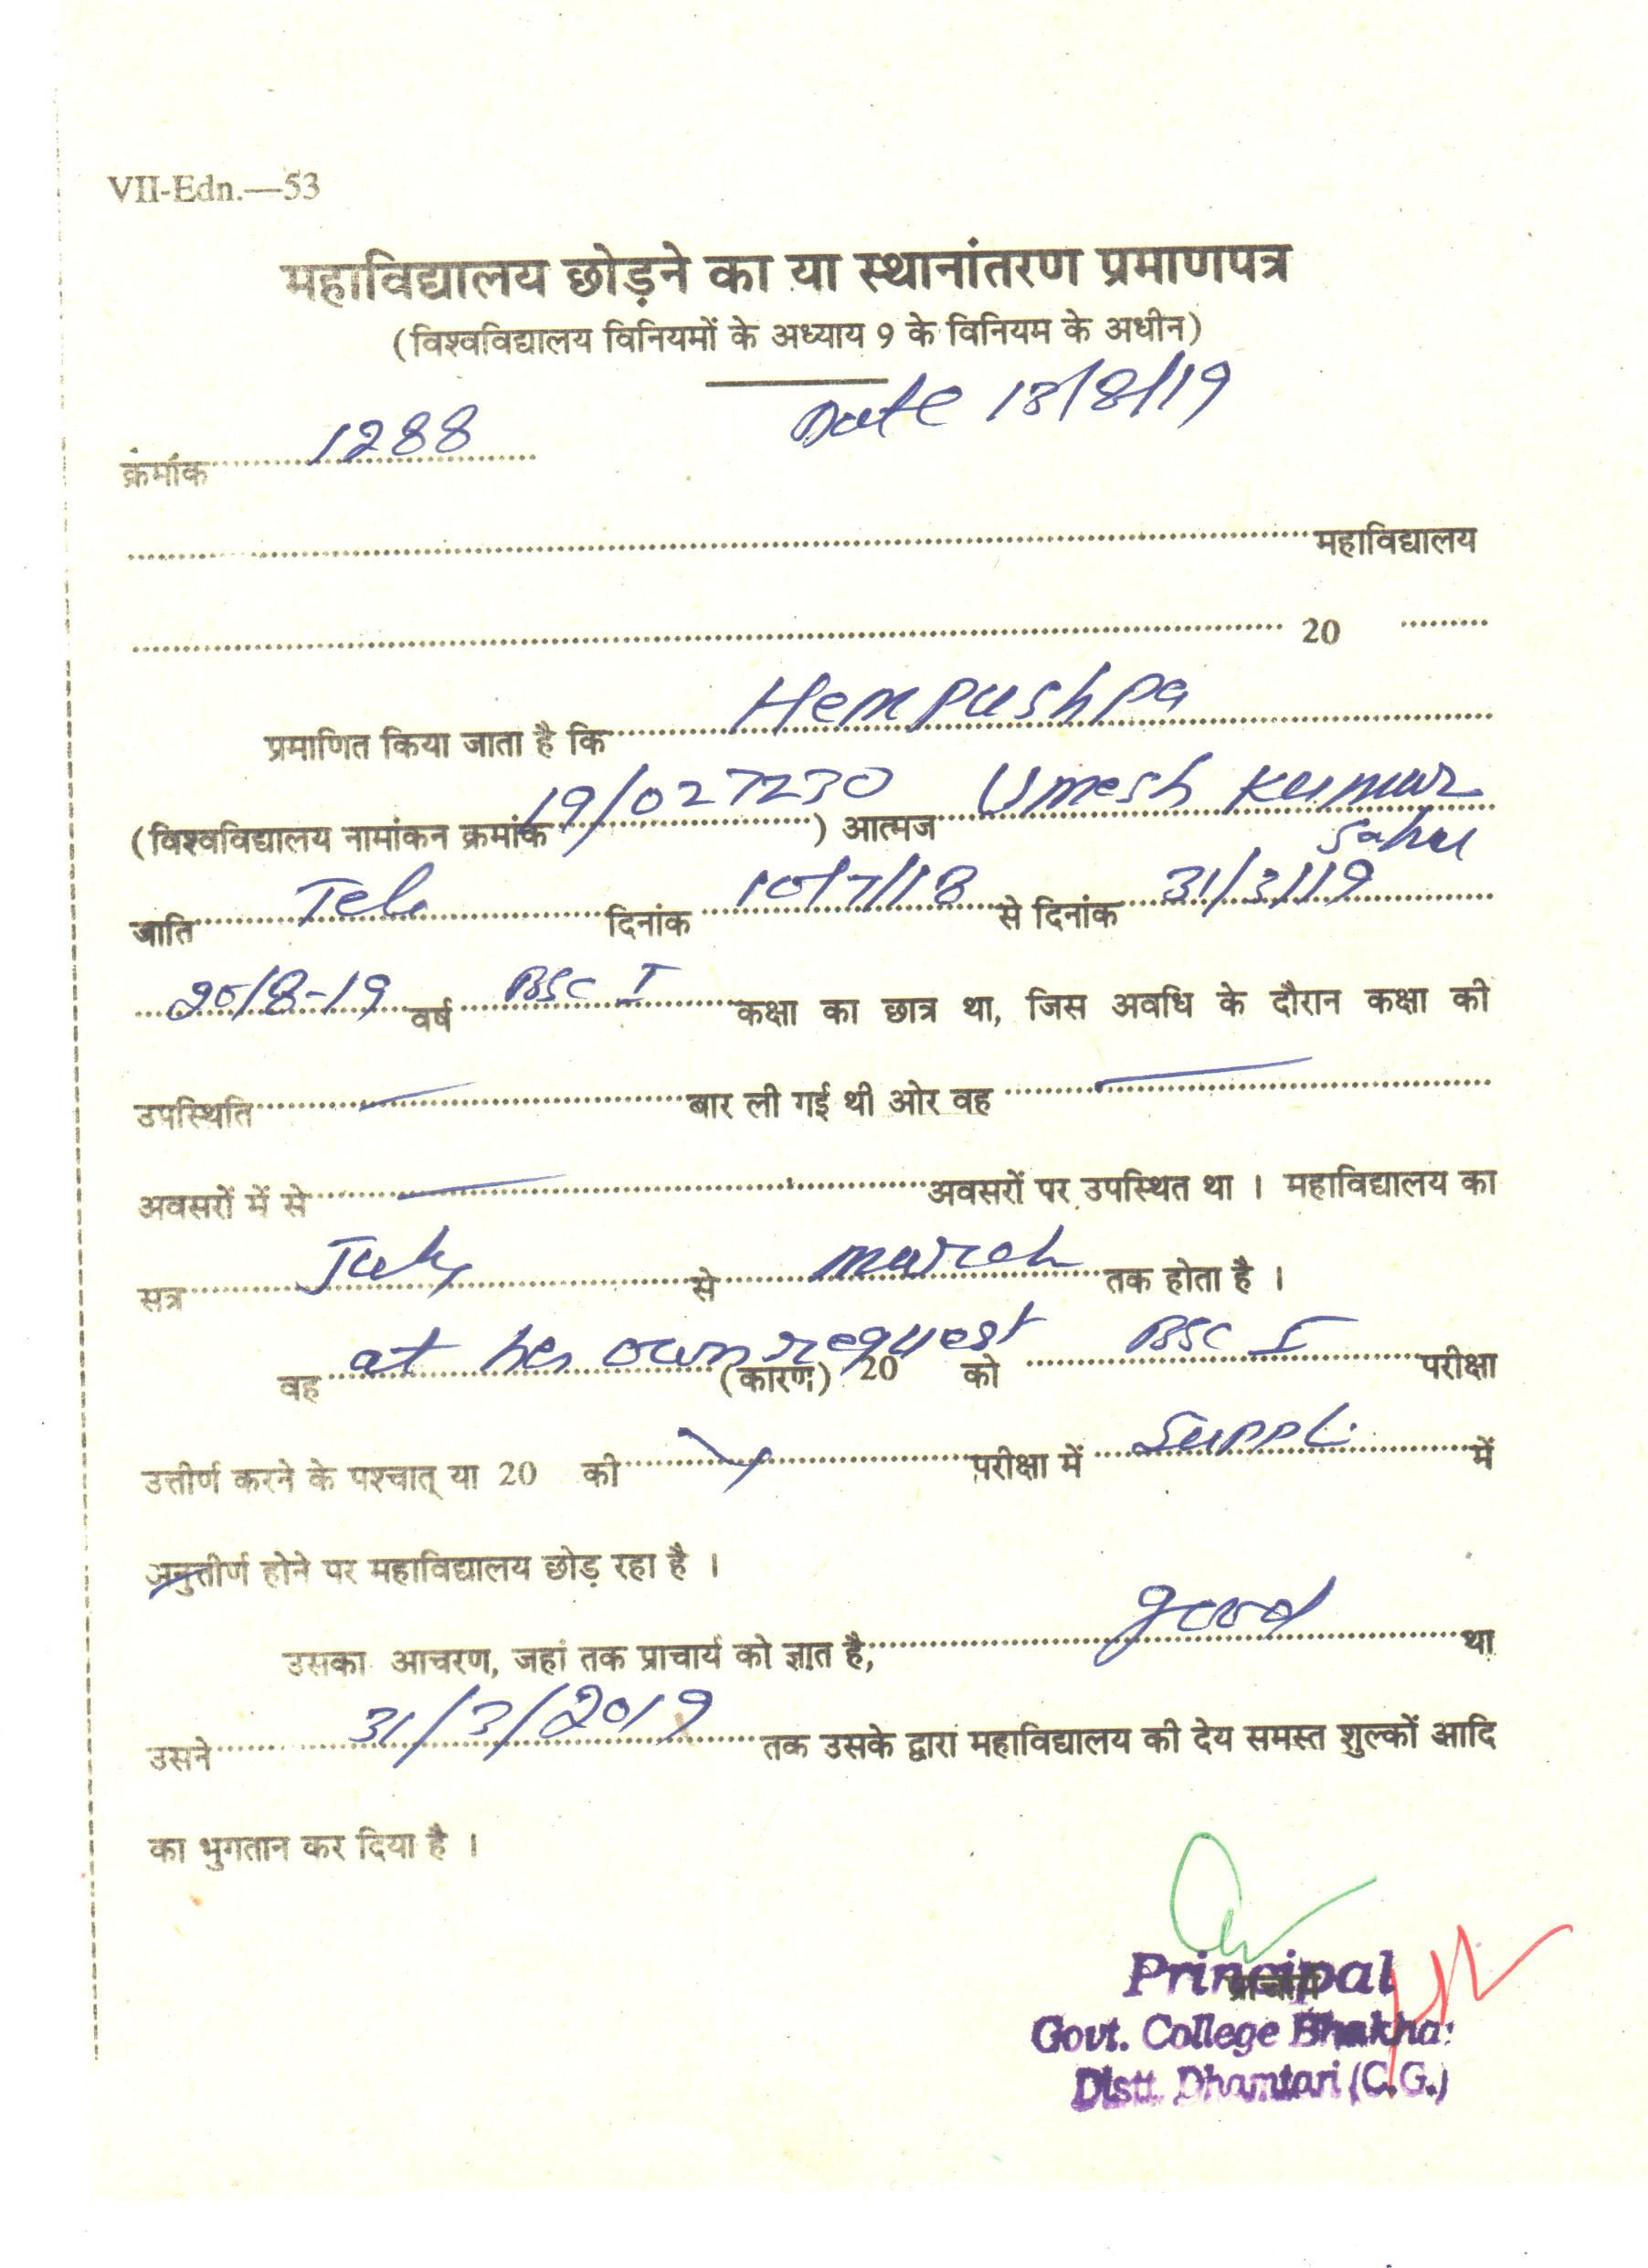 VII-Edn.—53
महाविद्यालय छोड़ने का या स्थानांतरण प्रमाणपत्र
(विश्वविद्यालय विनियमों के अध्याय 9 के विनियम के अधीन)
Date 13/8/19
क्रंमांक 1288
महाविद्यालय
20
प्रमाणित किया जाता है कि Hempushpa
(विश्वविद्यालय नामांकन क्रमांक 19/027230) आत्मज Umesh Kumar
Sahu
जाति Teli दिनांक 10/7/18 से दिनांक 31/3/19
2018-19 वर्ष BSC I कक्षा का छात्र था, जिस अवधि के दौरान कक्षा की
उपस्थिति — बार ली गई थी ओर वह —
अवसरों में से — अवसरों पर उपस्थित था । महाविद्यालय का
सत्र July से march तक होता है ।
वह at her own request (कारण) 20 को BSC I परीक्षा
उत्तीर्ण करने के पश्चात् या 20 की परीक्षा में Suppl. में
अनुत्तीर्ण होने पर महाविद्यालय छोड़ रहा है ।
उसका आचरण, जहां तक प्राचार्य को ज्ञात है, good था
उसने 31/3/2019 तक उसके द्वारा महाविद्यालय की देय समस्त शुल्कों आदि
का भुगतान कर दिया है ।
Principal
प्राचार्य
Govt. College Bhakhar
Distt. Dhamtari (C.G.)